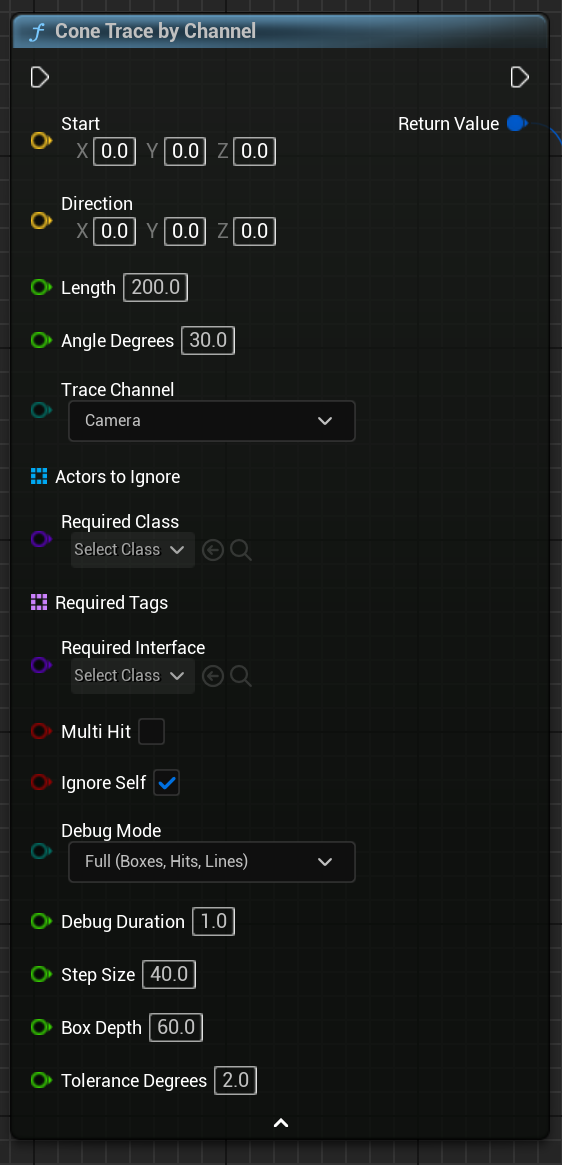 f Cone Trace by Channel
Start
Return Value
X 0.0 Y 0.0 Z 0.0
Direction
X 0.0 Y 0.0 Z 0.0
Length 200.0
Angle Degrees 30.0
Trace Channel
Camera
Actors to Ignore
Required Class
Select Class
Required Tags
Required Interface
Select Class
Multi Hit
Ignore Self
Debug Mode
Full (Boxes, Hits, Lines)
Debug Duration 1.0
Step Size 40.0
Box Depth 60.0
Tolerance Degrees 2.0